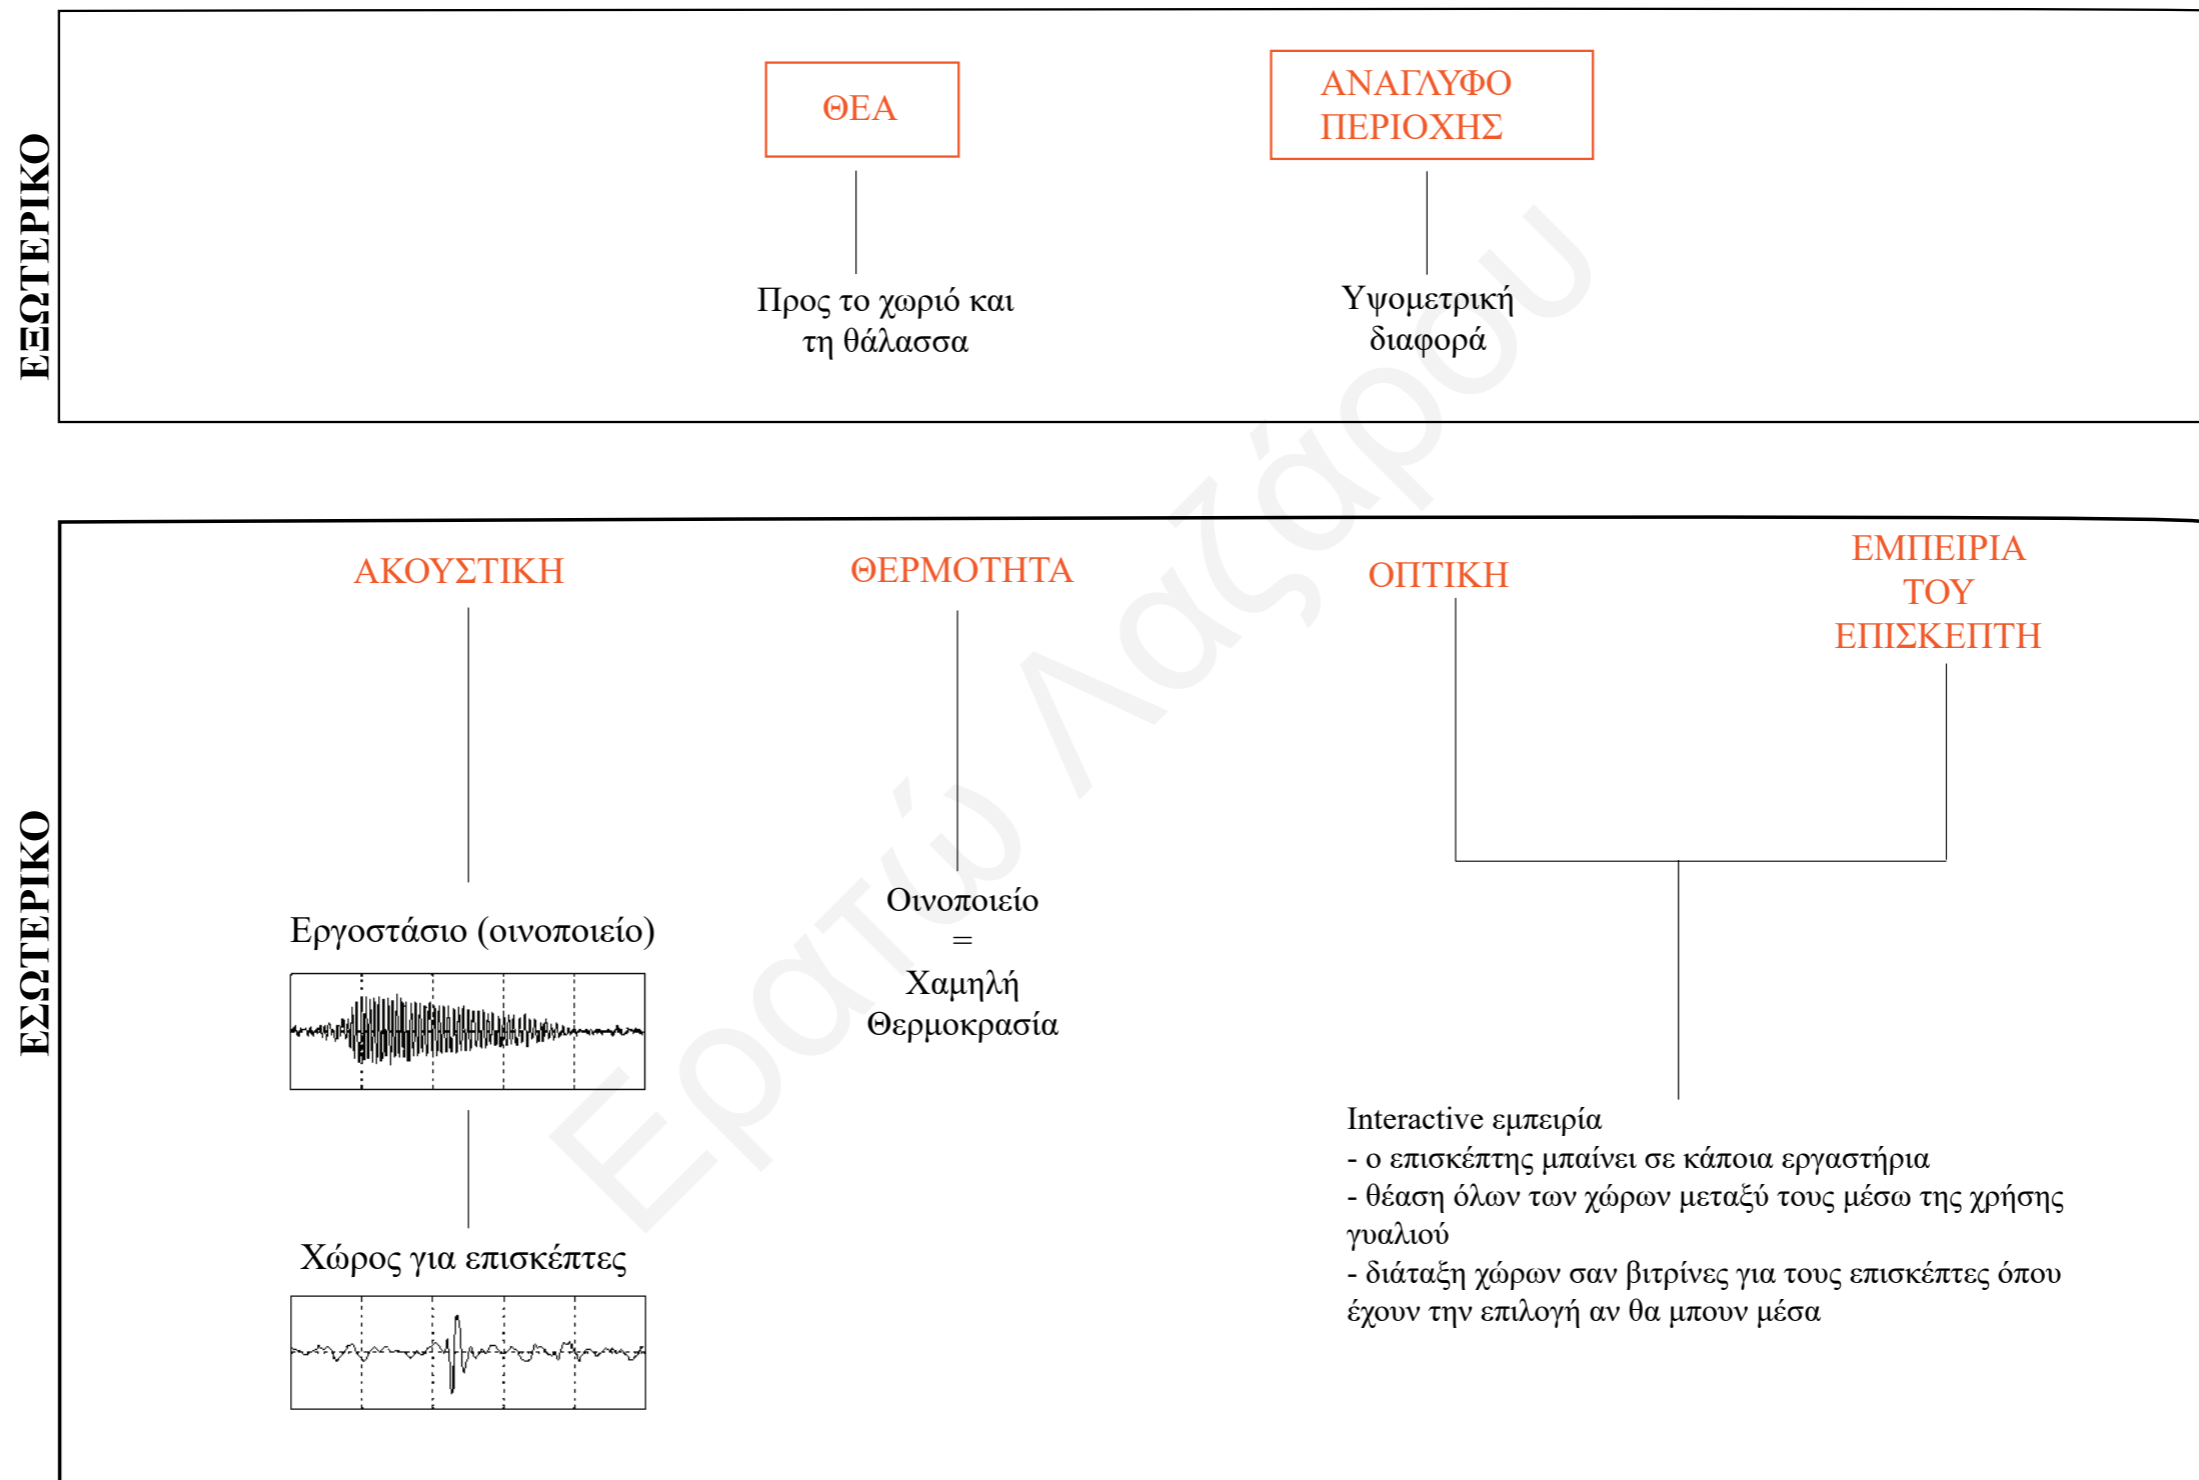 ΕΞΩΤΕΡΙΚΟ
ΘΕΑ
Προς το χωριό και
τη θάλασσα
ΑΝΑΓΛΥΦΟ
ΠΕΡΙΟΧΗΣ
Υψομετρική
διαφορά
ΕΣΩΤΕΡΙΚΟ
ΑΚΟΥΣΤΙΚΗ
Εργοστάσιο (οινοποιείο)
Χώρος για επισκέπτες
ΘΕΡΜΟΤΗΤΑ
Οινοποιείο
=
Χαμηλή
Θερμοκρασία
ΟΠΤΙΚΗ
ΕΜΠΕΙΡΙΑ
ΤΟΥ
ΕΠΙΣΚΕΠΤΗ
Interactive εμπειρία
- ο επισκέπτης μπαίνει σε κάποια εργαστήρια
- θέαση όλων των χώρων μεταξύ τους μέσω της χρήσης
γυαλιού
- διάταξη χώρων σαν βιτρίνες για τους επισκέπτες όπου
έχουν την επιλογή αν θα μπουν μέσα
Ερατώ Λαζάρου